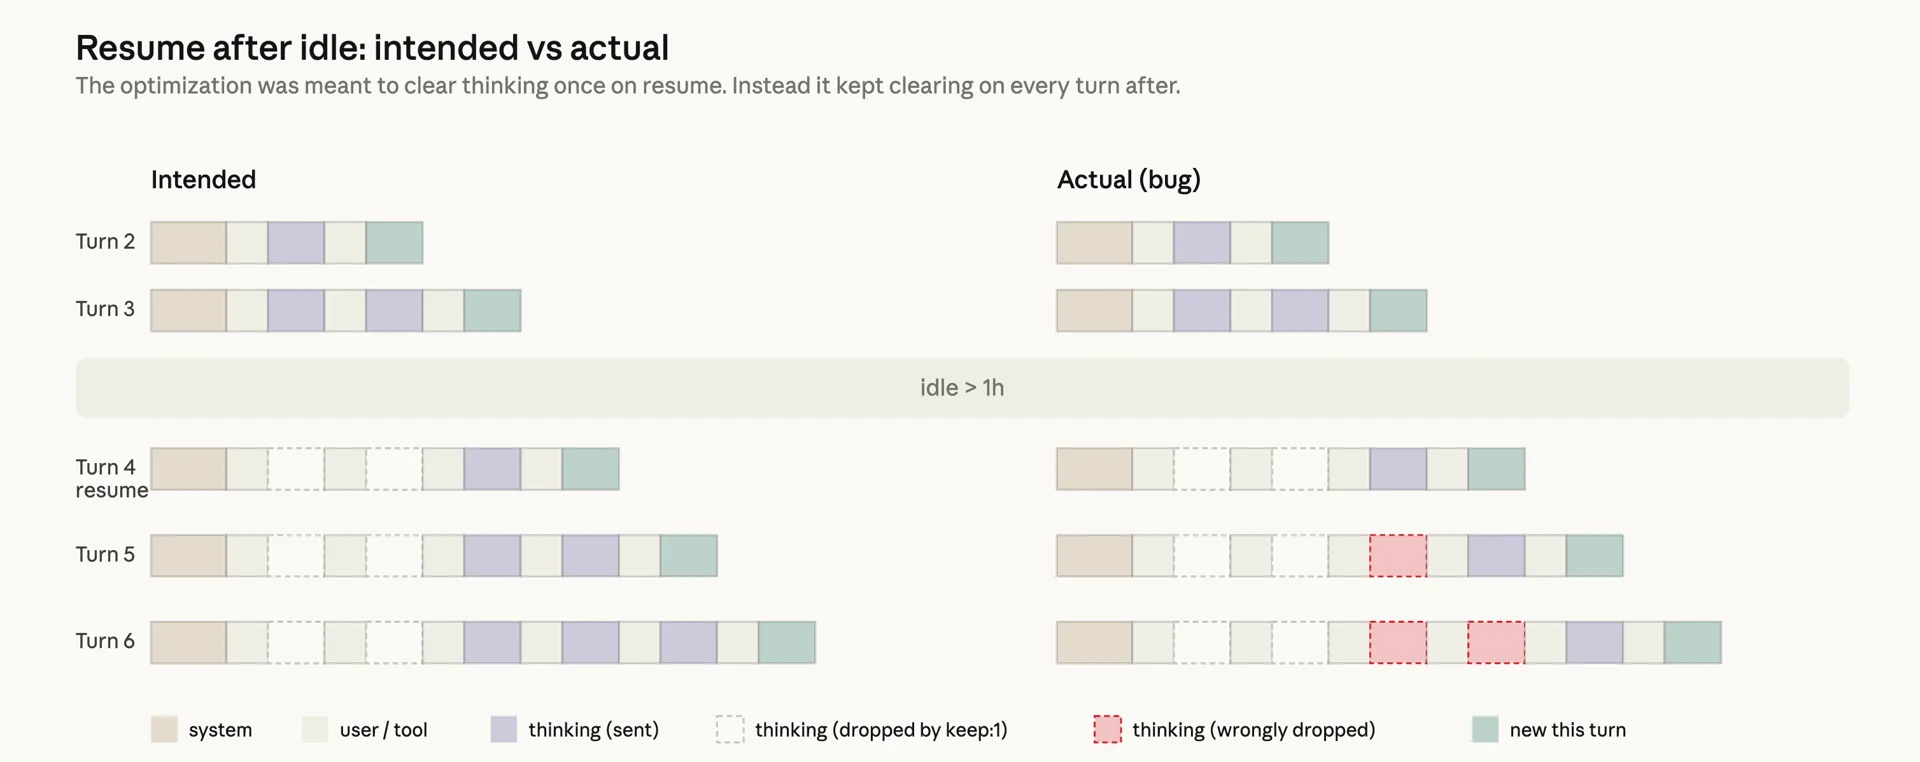 Resume after idle: intended vs actual
The optimization was meant to clear thinking once on resume. Instead it kept clearing on every turn after.
Intended
Actual (bug)
Turn 2
Turn 3
idle > 1h
Turn 4
resume
Turn 5
Turn 6
system
user / tool
thinking (sent)
thinking (dropped by keep:1)
thinking (wrongly dropped)
new this turn